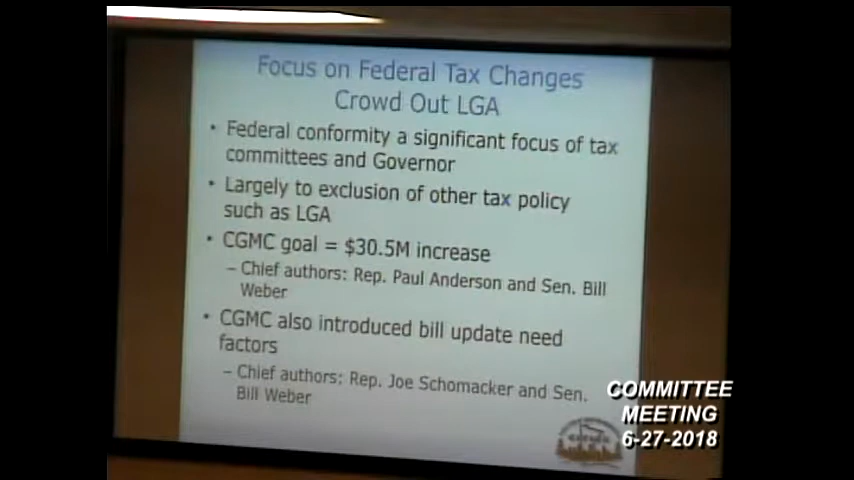 Focus on Federal Tax Changes
Crowd Out LGA
• Federal conformity a significant focus of tax
committees and Governor
• Largely to exclusion of other tax policy
such as LGA
• CGMC goal = $30.5M increase
– Chief authors: Rep. Paul Anderson and Sen. Bill
Weber
• CGMC also introduced bill update need
factors
– Chief authors: Rep. Joe Schomacker and Sen.
Bill Weber
COMMITTEE
MEETING
6-27-2018